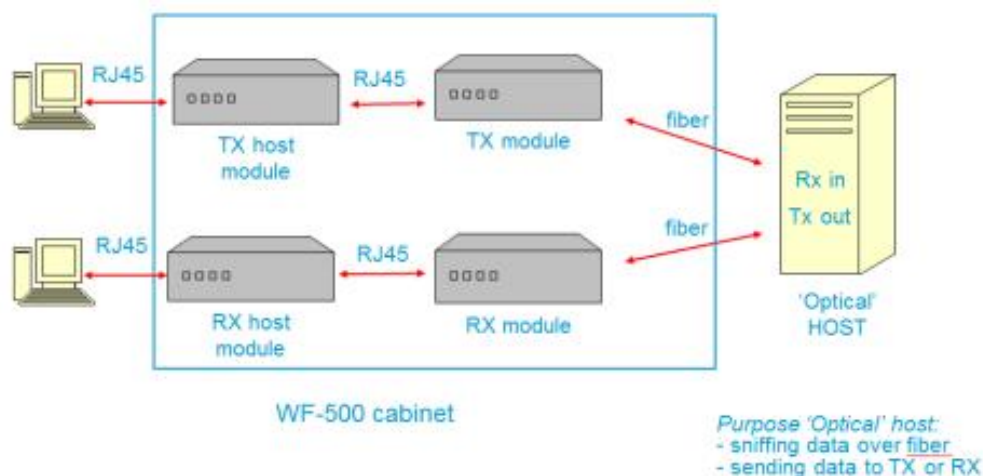 RJ45
RJ45
TX host
module
TX module
fiber
Rx in
Tx out
RJ45
RJ45
fiber
RX host
module
RX module
'Optical'
HOST
WF-500 cabinet
Purpose 'Optical' host:
- sniffing data over fiber
- sending data to TX or RX